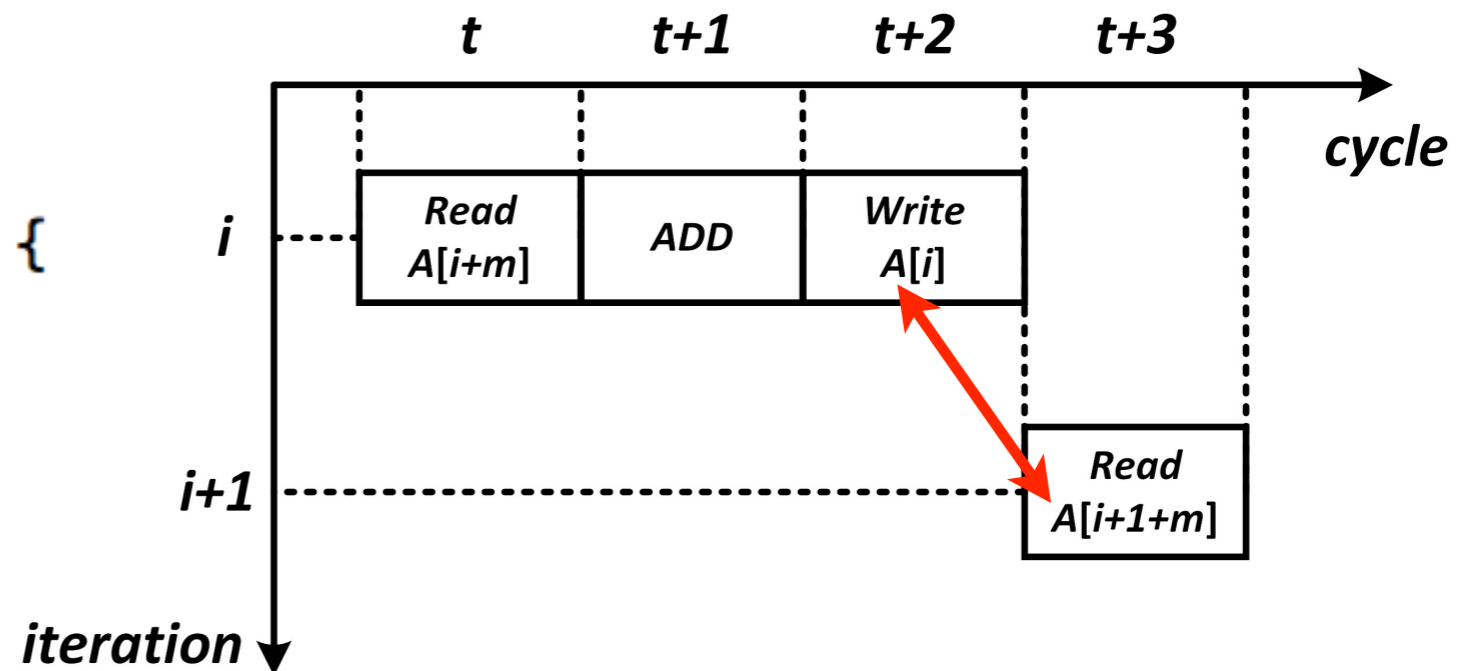 t t+1 t+2 t+3
cycle
{ i
Read
A[i+m]
ADD
Write
A[i]
i+1
Read
A[i+1+m]
iteration